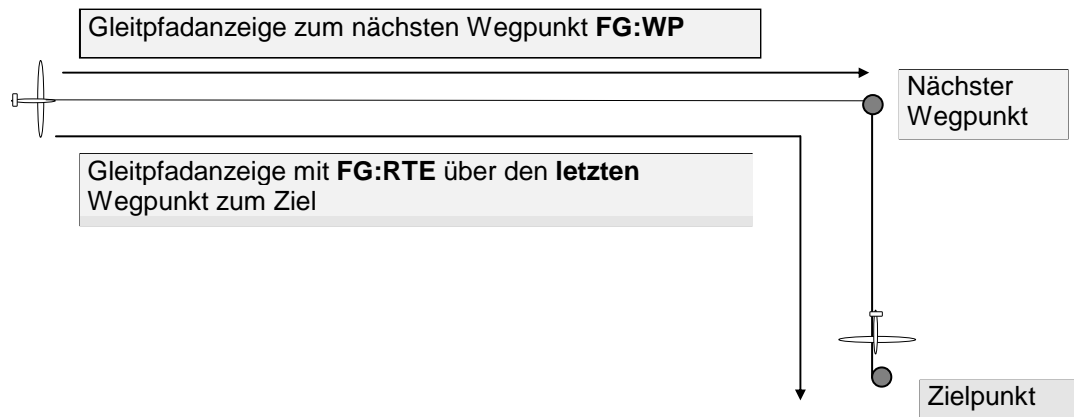 Gleitpfadanzeige zum nächsten Wegpunkt FG:WP
Nächster
Wegpunkt
Gleitpfadanzeige mit FG:RTE über den letzten
Wegpunkt zum Ziel
Zielpunkt